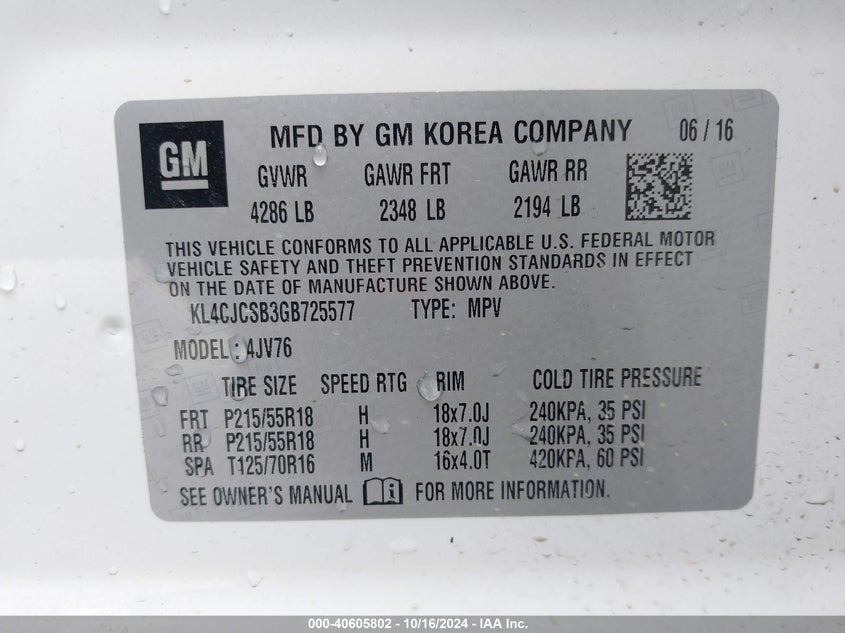 GM
MFD BY GM KOREA COMPANY 06 / 16
GVWR GAWR FRT GAWR RR
4286 LB 2348 LB 2194 LB
THIS VEHICLE CONFORMS TO ALL APPLICABLE U.S. FEDERAL MOTOR
VEHICLE SAFETY AND THEFT PREVENTION STANDARDS IN EFFECT
ON THE DATE OF MANUFACTURE SHOWN ABOVE.
KL4CJCSB3GB725577 TYPE: MPV
MODEL: 4JV76
TIRE SIZE SPEED RTG RIM COLD TIRE PRESSURE
FRT P215/55R18 H 18x7.0J 240KPA, 35 PSI
RR P215/55R18 H 18x7.0J 240KPA, 35 PSI
SPA T125/70R16 M 16x4.0T 420KPA, 60 PSI
SEE OWNER'S MANUAL i FOR MORE INFORMATION.
000-40605802 - 10/16/2024 - IAA Inc.